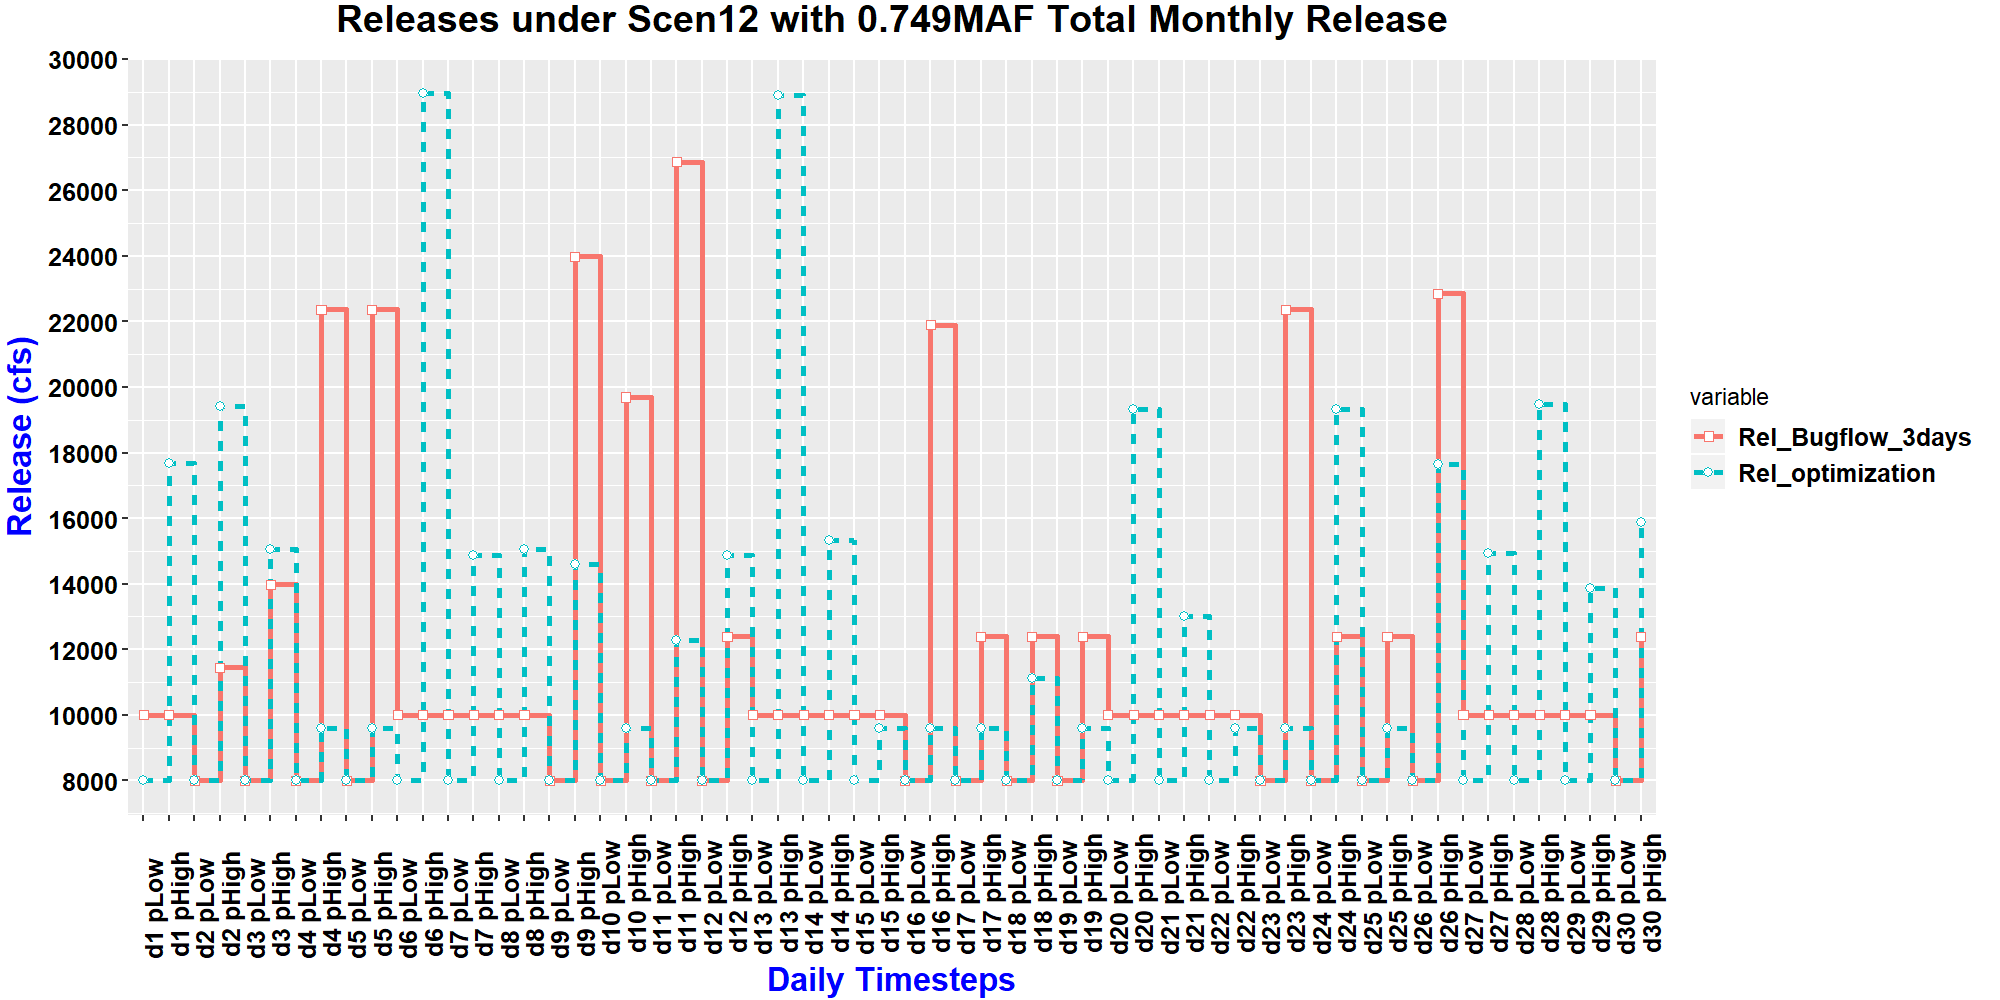 Releases under Scen12 with 0.749MAF Total Monthly Release
30000
28000
26000
24000
22000
20000
18000
16000
14000
12000
10000
8000
Release (cfs)
d1 pLow
d1 pHigh
d2 pLow
d2 pHigh
d3 pLow
d3 pHigh
d4 pLow
d4 pHigh
d5 pLow
d5 pHigh
d6 pLow
d6 pHigh
d7 pLow
d7 pHigh
d8 pLow
d8 pHigh
d9 pLow
d9 pHigh
d10 pLow
d10 pHigh
d11 pLow
d11 pHigh
d12 pLow
d12 pHigh
d13 pLow
d13 pHigh
d14 pLow
d14 pHigh
d15 pLow
d15 pHigh
d16 pLow
d16 pHigh
d17 pLow
d17 pHigh
d18 pLow
d18 pHigh
d19 pLow
d19 pHigh
d20 pLow
d20 pHigh
d21 pLow
d21 pHigh
d22 pLow
d22 pHigh
d23 pLow
d23 pHigh
d24 pLow
d24 pHigh
d25 pLow
d25 pHigh
d26 pLow
d26 pHigh
d27 pLow
d27 pHigh
d28 pLow
d28 pHigh
d29 pLow
d29 pHigh
d30 pLow
d30 pHigh
Daily Timesteps
variable
Rel_Bugflow_3days
Rel_optimization